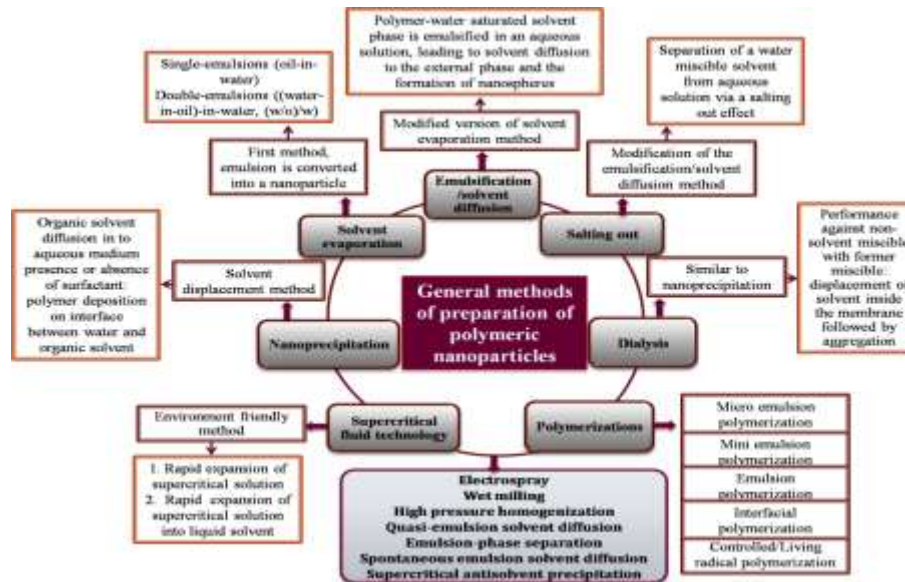 Polymer-water saturated solvent
phase is emulsified in an aqueous
solution, leading to solvent diffusion
to the external phase and the
formation of nanospheres
Single-emulsions (oil-in-
water)
Double-emulsions ((water-
in-oil)-in-water, (w/o)/w)
Separation of a water
miscible solvent
from aqueous
solution via a salting
out effect
Modified version of solvent
evaporation method
First method,
emulsion is converted
into a nanoparticle
Modification of the
emulsification/solvent
diffusion method
Emulsification
/solvent
diffusion
Solvent
evaporation
Salting out
Organic solvent
diffusion in to
aqueous medium
presence or absence
of surfactant:
polymer deposition
on interface
between water and
organic solvent
Solvent
displacement method
Similar to
nanoprecipitation
Performance
against non-
solvent miscible
with former
miscible:
displacement of
solvent inside
the membrane
followed by
aggregation
General methods
of preparation of
polymeric
nanoparticles
Nanoprecipitation
Dialysis
Environment friendly
method
Supercritical
fluid technology
Polymerizations
1. Rapid expansion of
supercritical solution
2. Rapid expansion of
supercritical solution
into liquid solvent
Micro emulsion
polymerization
Mini emulsion
polymerization
Emulsion
polymerization
Interfacial
polymerization
Controlled/Living
radical polymerization
Electrospray
Wet milling
High pressure homogenization
Quasi-emulsion solvent diffusion
Emulsion-phase separation
Spontaneous emulsion solvent diffusion
Supercritical antisolvent precipitation